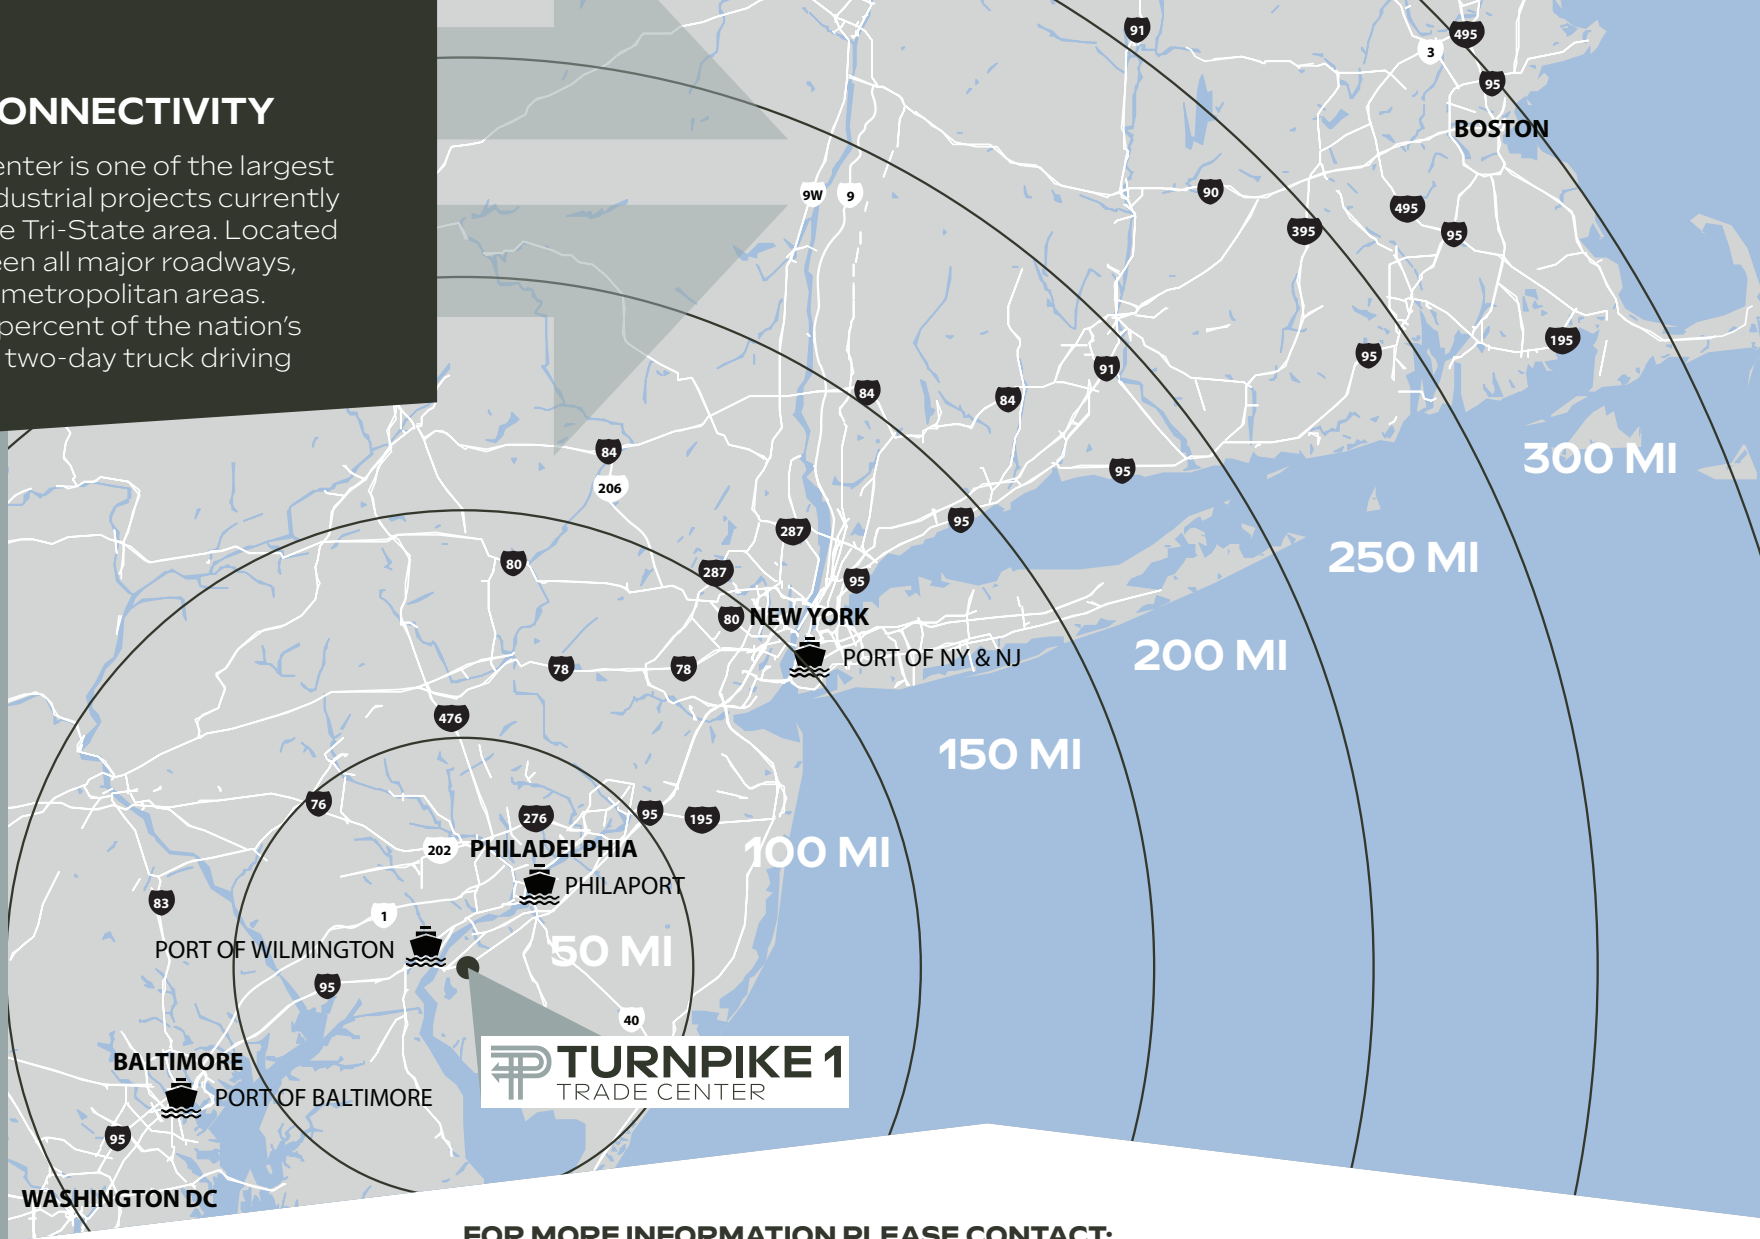 ONNECTIVITY
enter is one of the largest
dustrial projects currently
e Tri-State area. Located
een all major roadways,
metropolitan areas.
percent of the nation's
two-day truck driving
91
495
3
95
BOSTON
9W
9
90
495
395
95
195
95
91
84
84
84
206
95
300 MI
287
95
250 MI
80
287
95
80
NEW YORK
PORT OF NY & NJ
200 MI
78
78
476
150 MI
76
276
95
195
202
PHILADELPHIA
100 MI
PHILAPORT
83
1
PORT OF WILMINGTON
50 MI
95
40
BALTIMORE
TURNPIKE 1
TRADE CENTER
PORT OF BALTIMORE
95
WASHINGTON DC
FOR MORE INFORMATION PLEASE CONTACT: